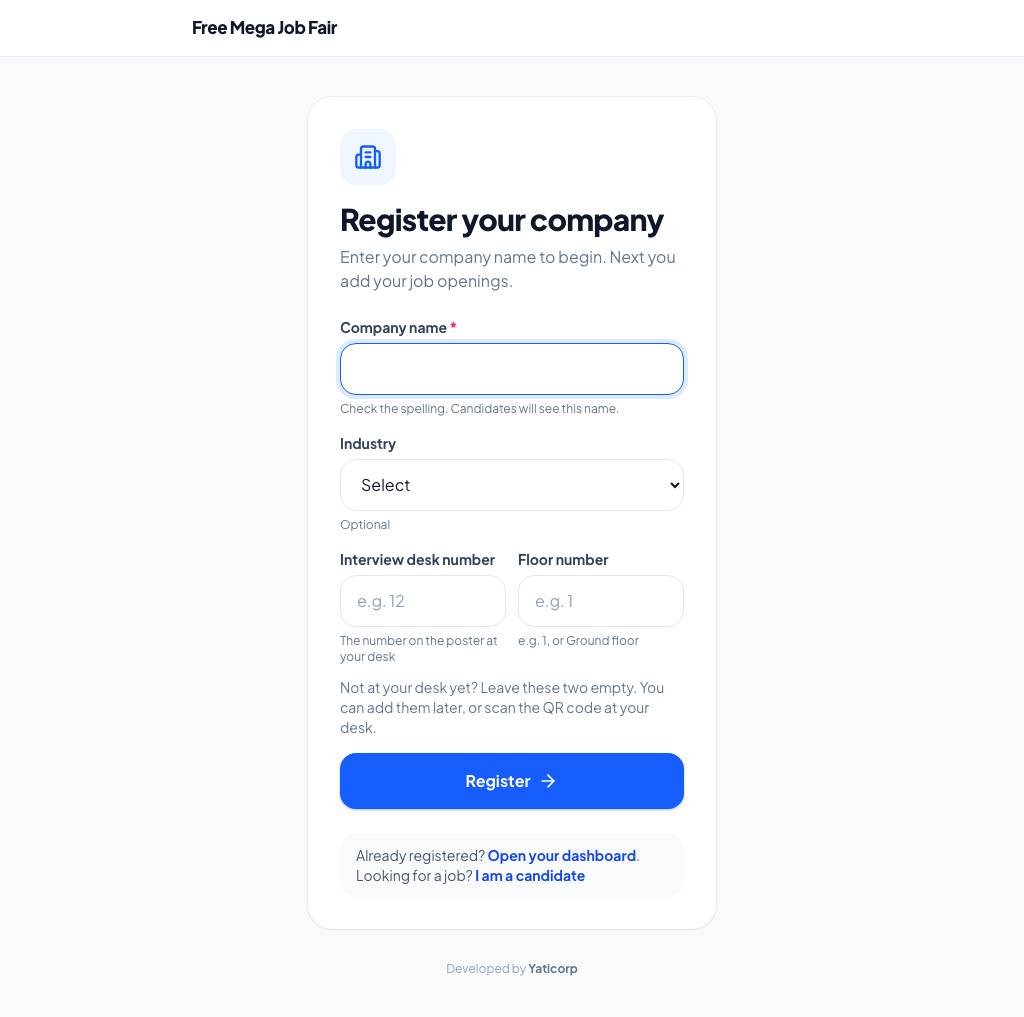 Free Mega Job Fair
Register your company
Enter your company name to begin. Next you
add your job openings.
Company name *
Check the spelling. Candidates will see this name.
Industry
Select
Optional
Interview desk number
Floor number
e.g. 12
e.g. 1
The number on the poster at
your desk
e.g. 1, or Ground floor
Not at your desk yet? Leave these two empty. You
can add them later, or scan the QR code at your
desk.
Register →
Already registered? Open your dashboard.
Looking for a job? I am a candidate
Developed by Yaticorp